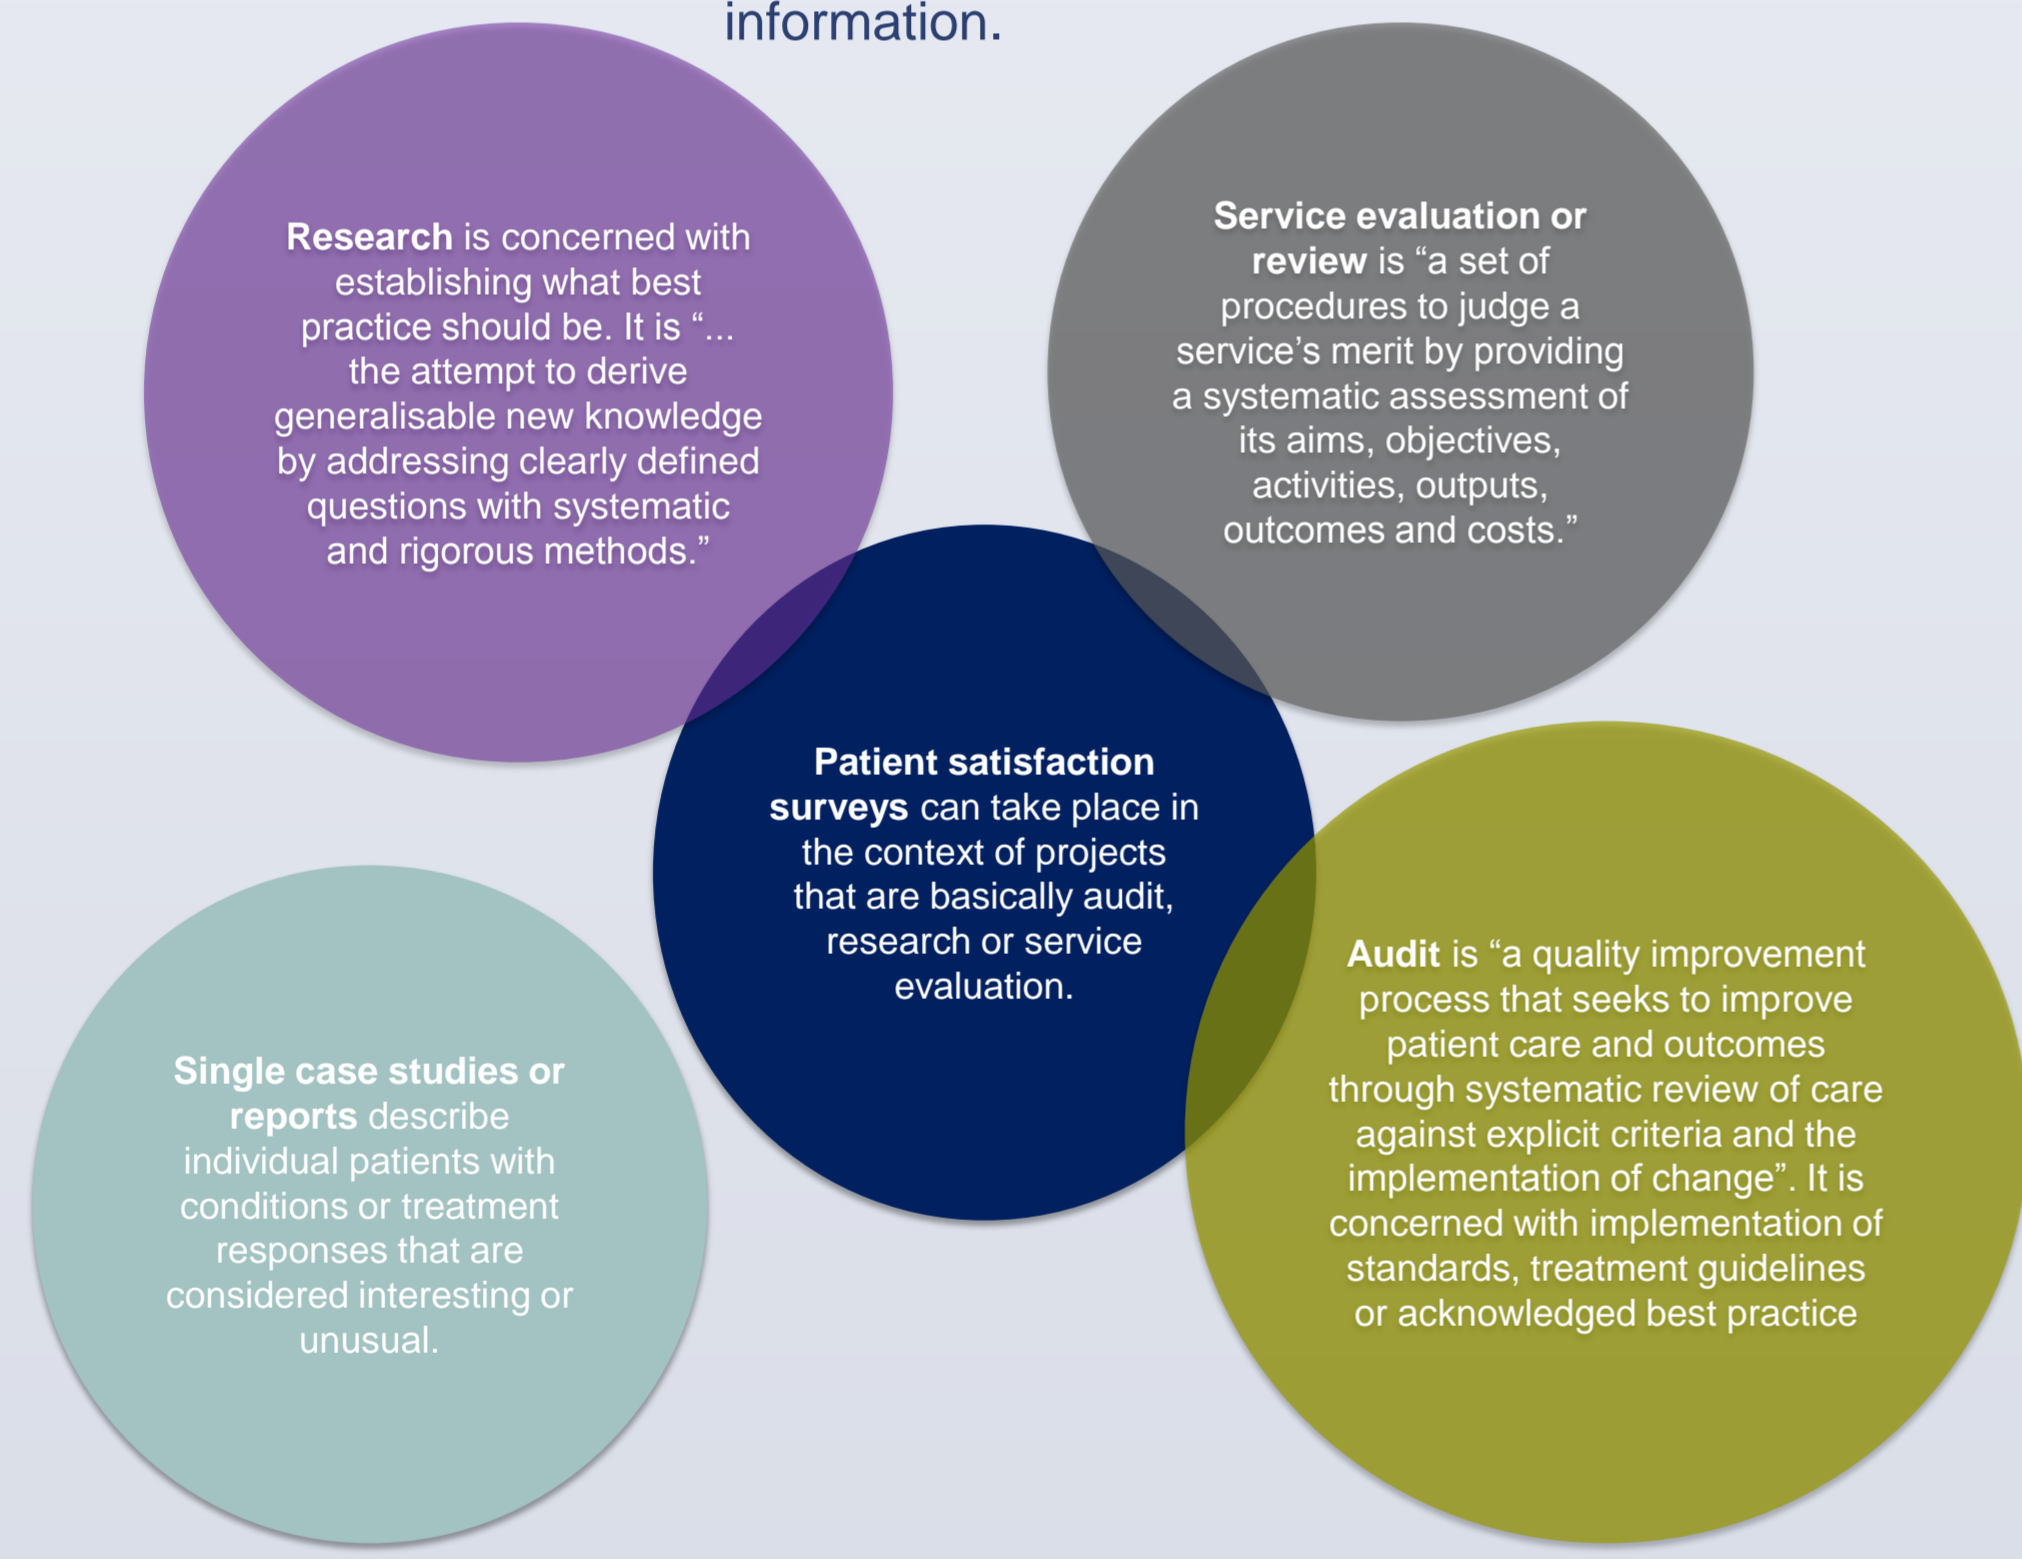 information.
Research is concerned with
establishing what best
practice should be. It is “...
the attempt to derive
generalisable new knowledge
by addressing clearly defined
questions with systematic
and rigorous methods.”
Service evaluation or
review is “a set of
procedures to judge a
service’s merit by providing
a systematic assessment of
its aims, objectives,
activities, outputs,
outcomes and costs.”
Patient satisfaction
surveys can take place in
the context of projects
that are basically audit,
research or service
evaluation.
Single case studies or
reports describe
individual patients with
conditions or treatment
responses that are
considered interesting or
unusual.
Audit is “a quality improvement
process that seeks to improve
patient care and outcomes
through systematic review of care
against explicit criteria and the
implementation of change”. It is
concerned with implementation of
standards, treatment guidelines
or acknowledged best practice